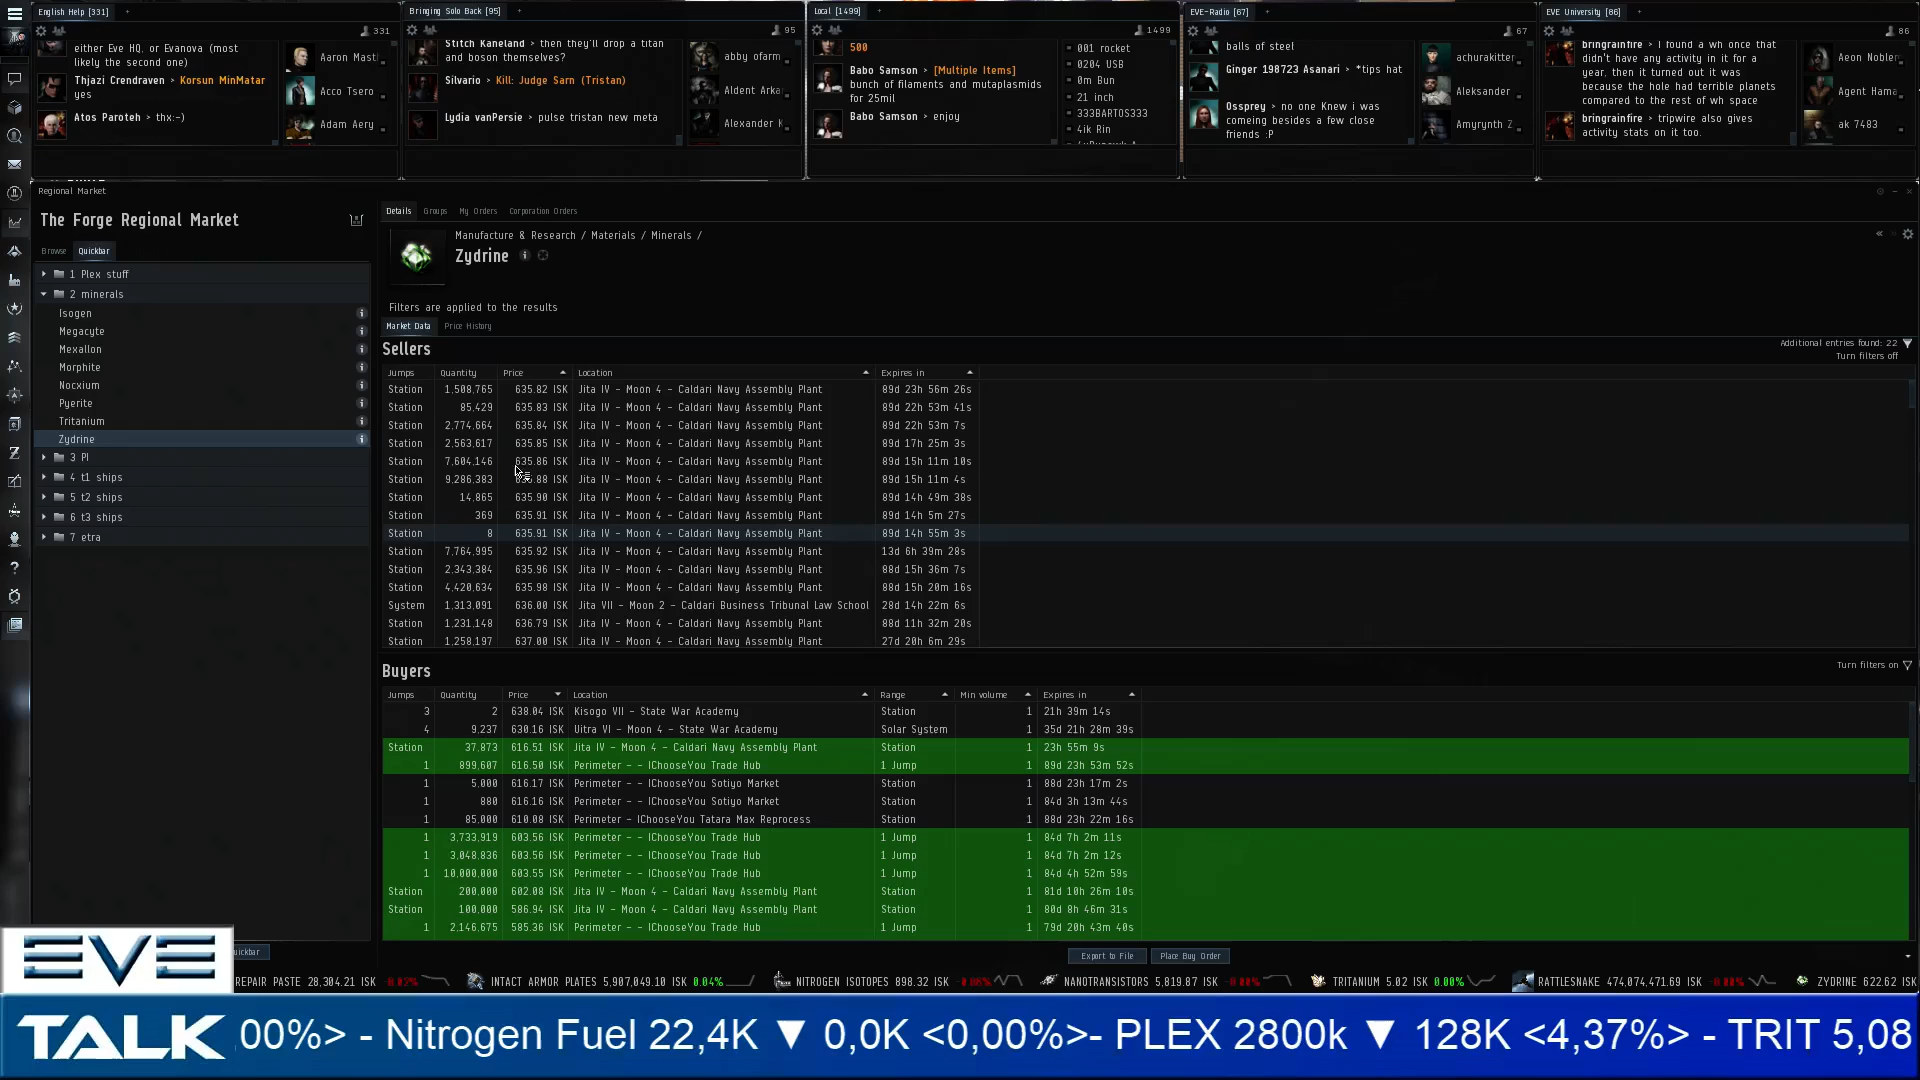 English Help [331]
331
either Eve HQ. or Evanova (most
likely the second one)
Thjazi Crendraven > Korsun MinMatar
yes
Atos Paroteh > thx:-)
Aaron Mast
Acco Tsero
Adam Aery
Bringing Solo Back [95]
95
Stitch Kaneland > then they'll drop a titan
and boson themselves?
Silvario > Kill: Judge Sarn (Tristan)
Lydia vanPersie > pulse tristan new meta
abby ofarm
Aldent Arka
Alexander K
Local [1499]
1499
500
Babo Samson > [Multiple Items]
bunch of filaments and mutaplasmids
for 25mil
Babo Samson > enjoy
001 rocket
0204 USB
0m Bun
21 inch
333BARTOS333
4ik Rin
EVE-Radio [67]
67
balls of steel
Ginger 198723 Asanari > *tips hat
Ossprey > no one Knew i was
comeing besides a few close
friends :P
achurakitter
Aleksander
Amyrynth Z
EVE University [86]
86
bringrainfire > I found a wh once that
didn't have any activity in it for a
year, then it turned out it was
because the hole had terrible planets
compared to the rest of wh space
bringrainfire > tripwire also gives
activity stats on it too.
Aeon Nobler
Agent Hama
ak 7483
Regional Market
The Forge Regional Market
Browse Quickbar
1 Plex stuff
2 minerals
Isogen
Megacyte
Mexallon
Morphite
Nocxium
Pyerite
Tritanium
Zydrine
3 PI
4 t1 ships
5 t2 ships
6 t3 ships
7 etra
Details Groups My Orders Corporation Orders
Manufacture & Research / Materials / Minerals /
Zydrine
Filters are applied to the results
Market Data Price History
Sellers
Additional entries found: 22
Turn filters off
Jumps Quantity Price Location Expires in
Station 1,508,765 635.82 ISK Jita IV - Moon 4 - Caldari Navy Assembly Plant 89d 23h 56m 26s
Station 85,429 635.83 ISK Jita IV - Moon 4 - Caldari Navy Assembly Plant 89d 22h 53m 41s
Station 2,774,664 635.84 ISK Jita IV - Moon 4 - Caldari Navy Assembly Plant 89d 22h 53m 7s
Station 2,563,617 635.85 ISK Jita IV - Moon 4 - Caldari Navy Assembly Plant 89d 17h 25m 3s
Station 7,604,146 635.86 ISK Jita IV - Moon 4 - Caldari Navy Assembly Plant 89d 15h 11m 10s
Station 9,286,383 .88 ISK Jita IV - Moon 4 - Caldari Navy Assembly Plant 89d 15h 11m 4s
Station 14,865 635.90 ISK Jita IV - Moon 4 - Caldari Navy Assembly Plant 89d 14h 49m 38s
Station 369 635.91 ISK Jita IV - Moon 4 - Caldari Navy Assembly Plant 89d 14h 5m 27s
Station 8 635.91 ISK Jita IV - Moon 4 - Caldari Navy Assembly Plant 89d 14h 55m 3s
Station 7,764,995 635.92 ISK Jita IV - Moon 4 - Caldari Navy Assembly Plant 13d 6h 39m 28s
Station 2,343,384 635.96 ISK Jita IV - Moon 4 - Caldari Navy Assembly Plant 88d 15h 36m 7s
Station 4,420,634 635.98 ISK Jita IV - Moon 4 - Caldari Navy Assembly Plant 88d 15h 20m 16s
System 1,313,091 636.00 ISK Jita VII - Moon 2 - Caldari Business Tribunal Law School 28d 14h 22m 6s
Station 1,231,148 636.79 ISK Jita IV - Moon 4 - Caldari Navy Assembly Plant 88d 11h 32m 20s
Station 1,258,197 637.00 ISK Jita IV - Moon 4 - Caldari Navy Assembly Plant 27d 20h 6m 29s
Buyers
Turn filters on
Jumps Quantity Price Location Range Min volume Expires in
3 2 638.04 ISK Kisogo VII - State War Academy Station 1 21h 39m 14s
4 9,237 630.16 ISK Uitra VI - Moon 4 - State War Academy Solar System 1 35d 21h 28m 39s
Station 37,873 616.51 ISK Jita IV - Moon 4 - Caldari Navy Assembly Plant Station 1 23h 55m 9s
1 899,607 616.50 ISK Perimeter - - IChooseYou Trade Hub 1 Jump 1 89d 23h 53m 52s
1 5,000 616.17 ISK Perimeter - - IChooseYou Sotiyo Market Station 1 88d 23h 17m 2s
1 880 616.16 ISK Perimeter - - IChooseYou Sotiyo Market Station 1 84d 3h 13m 44s
1 85,000 610.08 ISK Perimeter - IChooseYou Tatara Max Reprocess Station 1 88d 23h 22m 16s
1 3,733,919 603.56 ISK Perimeter - - IChooseYou Trade Hub 1 Jump 1 84d 7h 2m 11s
1 3,048,836 603.56 ISK Perimeter - - IChooseYou Trade Hub 1 Jump 1 84d 7h 2m 12s
1 10,000,000 603.55 ISK Perimeter - - IChooseYou Trade Hub 1 Jump 1 84d 4h 52m 59s
Station 200,000 602.08 ISK Jita IV - Moon 4 - Caldari Navy Assembly Plant Station 1 81d 10h 26m 10s
Station 100,000 586.94 ISK Jita IV - Moon 4 - Caldari Navy Assembly Plant Station 1 80d 8h 46m 31s
1 2,146,675 585.36 ISK Perimeter - - IChooseYou Trade Hub 1 Jump 1 79d 20h 43m 40s
uickbar
Export to File Place Buy Order
EVE
REPAIR PASTE 28,304.21 ISK -0.02% INTACT ARMOR PLATES 5,907,049.10 ISK 0.04% NITROGEN ISOTOPES 898.32 ISK -0.06% NANOTRANSISTORS 5,819.87 ISK -0.00% TRITANIUM 5.02 ISK 0.00% RATTLESNAKE 474,074,471.69 ISK -0.00% ZYDRINE 622.62 ISK
TALK
00%> - Nitrogen Fuel 22,4K ▼ 0,0K <0,00%>- PLEX 2800k ▼ 128K <4,37%> - TRIT 5,08